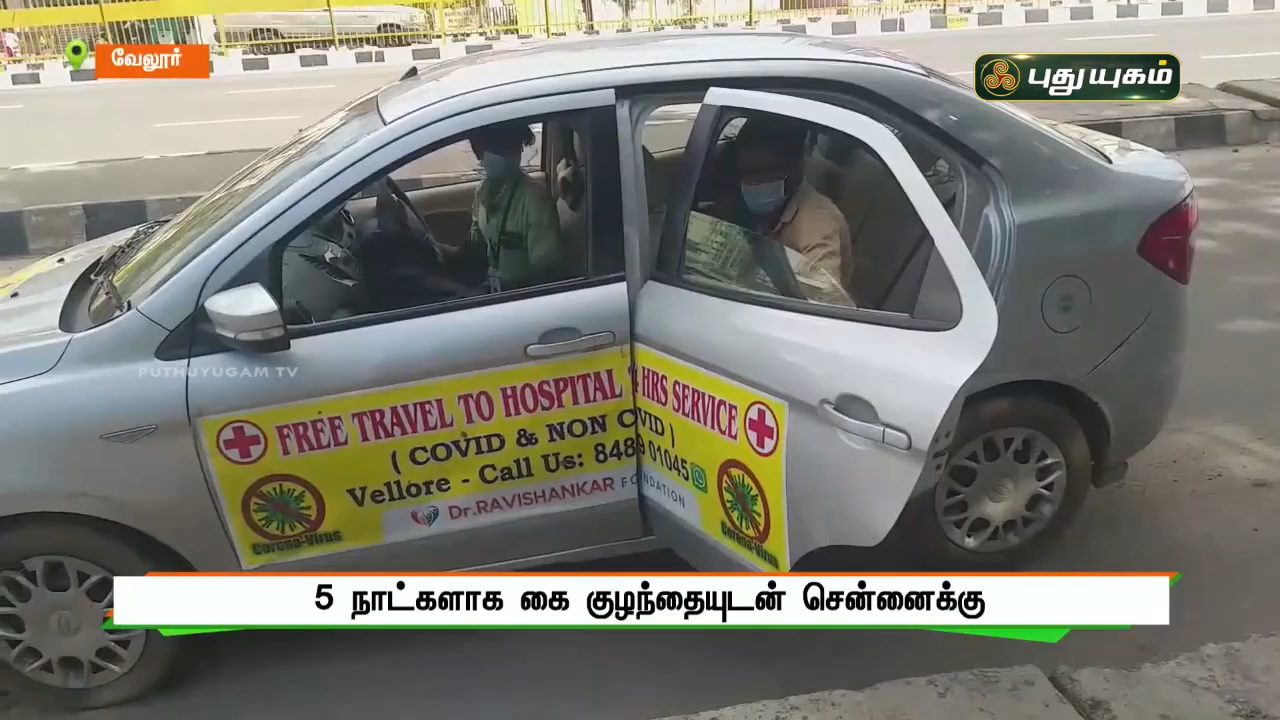 வேலூர்
புதுயுகம்
PUTHUYUGAM TV
FREE TRAVEL TO HOSPITAL HRS SERVICE
( COVID & NON COVID )
Vellore - Call Us: 8489 01045
Dr.RAVISHANKAR FOUNDATION
Corona-Virus
Corona-Virus
5 நாட்களாக கை குழந்தையுடன் சென்னைக்கு